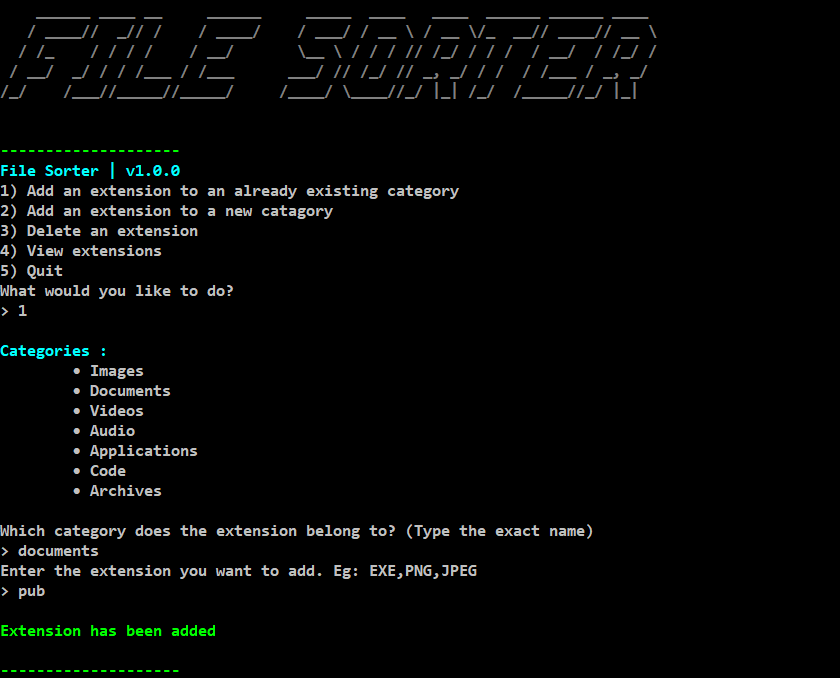 FILE SORTER
--------------------
File Sorter | v1.0.0
1) Add an extension to an already existing category
2) Add an extension to a new catagory
3) Delete an extension
4) View extensions
5) Quit
What would you like to do?
> 1
Categories :
• Images
• Documents
• Videos
• Audio
• Applications
• Code
• Archives
Which category does the extension belong to? (Type the exact name)
> documents
Enter the extension you want to add. Eg: EXE,PNG,JPEG
> pub
Extension has been added
--------------------